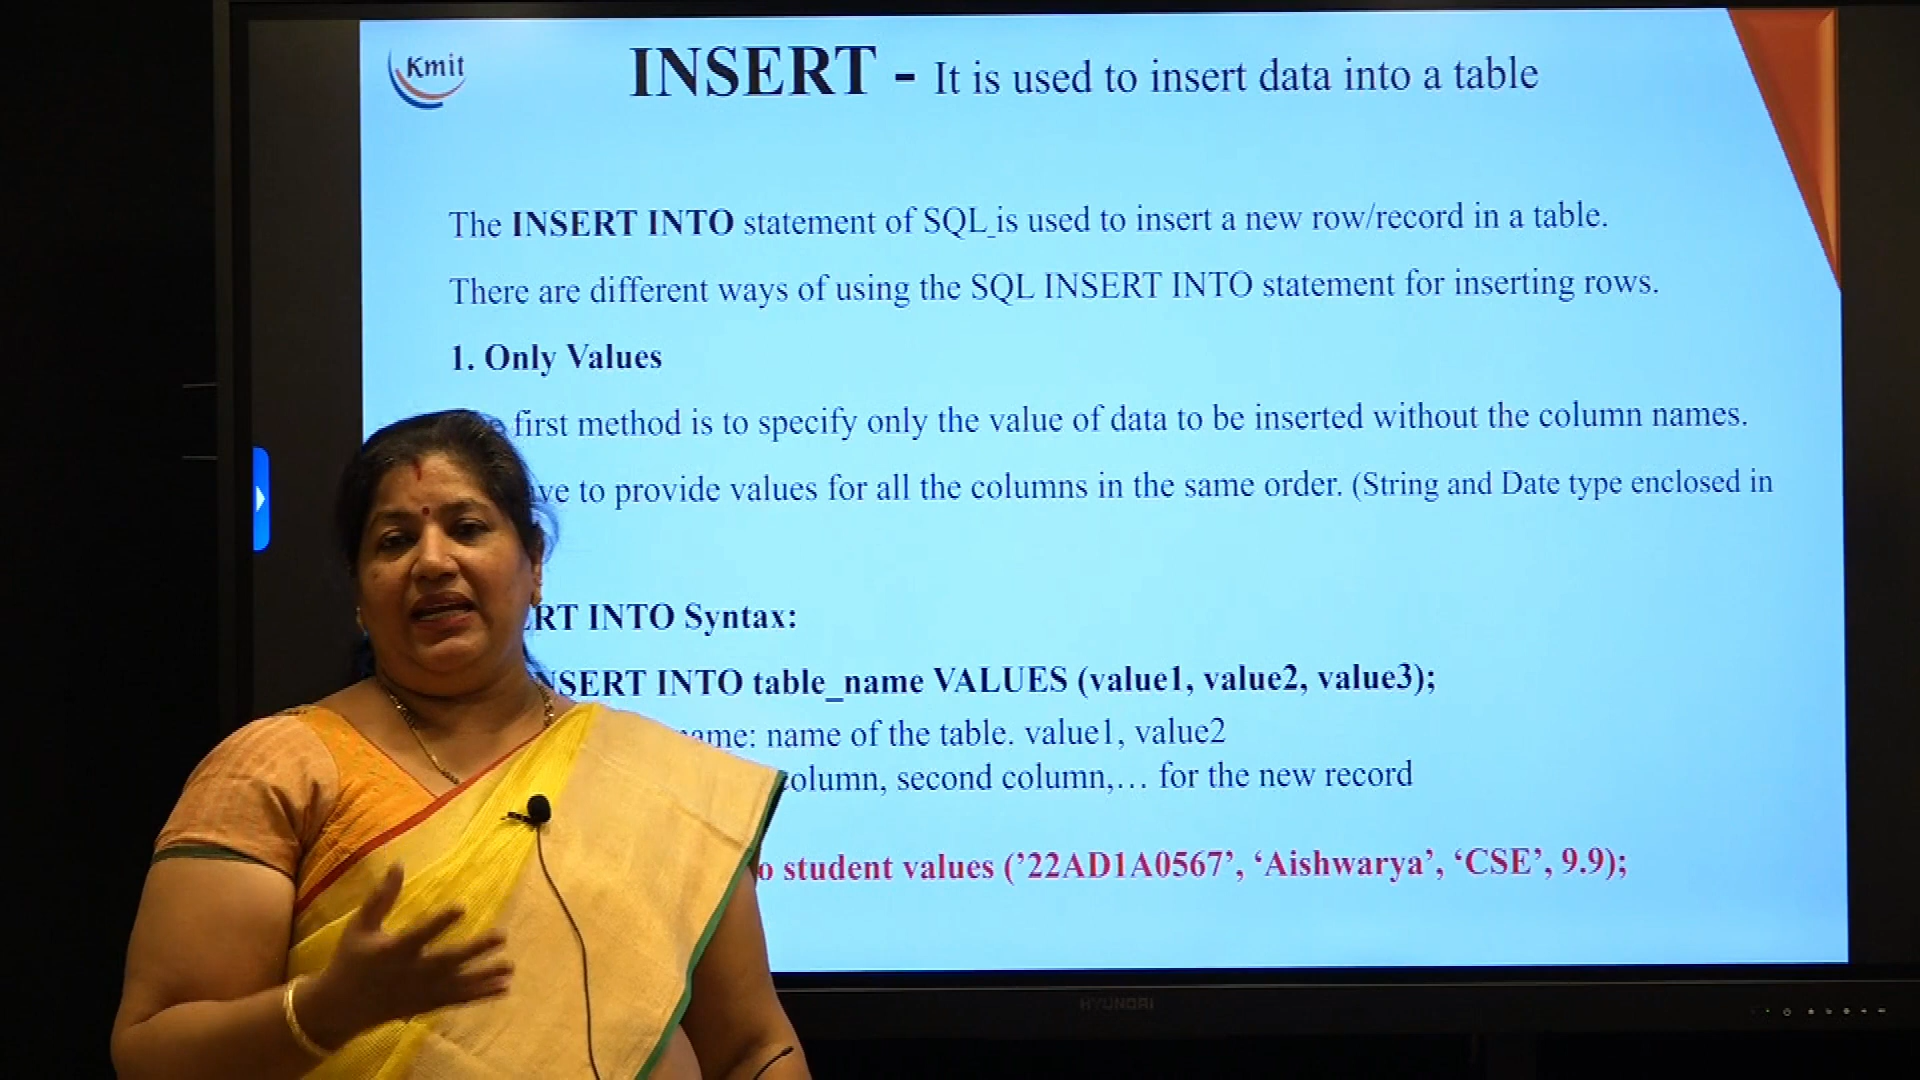 Kmit
INSERT - It is used to insert data into a table
The INSERT INTO statement of SQL is used to insert a new row/record in a table.
There are different ways of using the SQL INSERT INTO statement for inserting rows.
1. Only Values
first method is to specify only the value of data to be inserted without the column names.
to provide values for all the columns in the same order. (String and Date type enclosed in
INTO Syntax:
INTO table_name VALUES (value1, value2, value3);
name of the table. value1, value2
column, second column,… for the new record
student values (’22AD1A0567’, ‘Aishwarya’, ‘CSE’, 9.9);
HYUNDAI